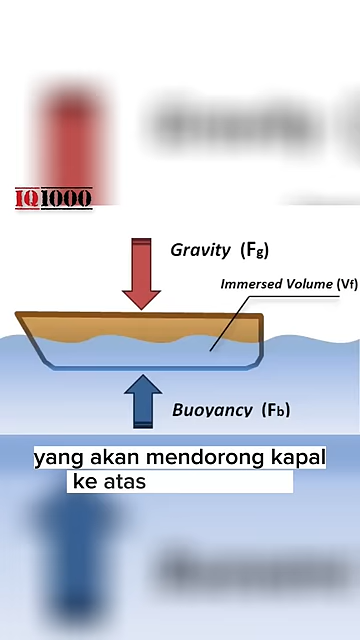 IQ1000
Gravity (Fg)
Immersed Volume (Vf)
Buoyancy (Fb)
yang akan mendorong kapal
ke atas